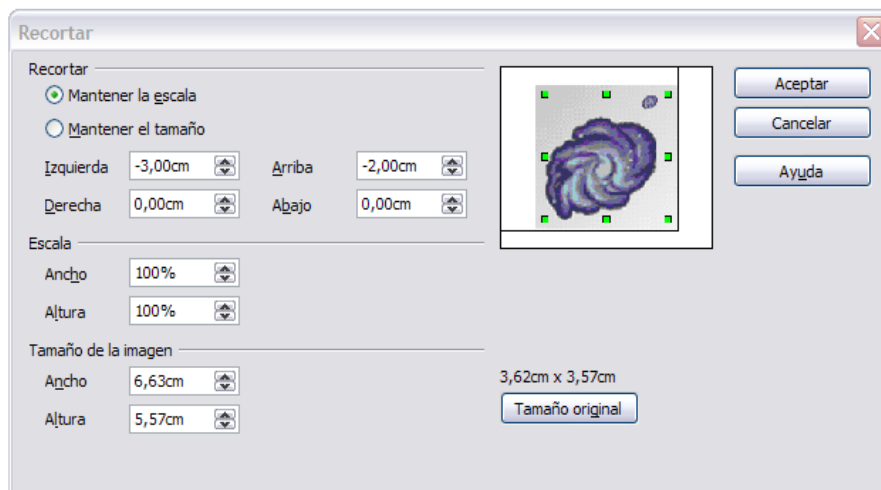 Recortar
Recortar
Mantener la escala
Mantener el tamaño
Izquierda -3,00cm Arriba -2,00cm
Derecha 0,00cm Abajo 0,00cm
Escala
Ancho 100%
Altura 100%
Tamaño de la imagen
Ancho 6,63cm
Altura 5,57cm
3,62cm x 3,57cm
Tamaño original
Aceptar
Cancelar
Ayuda